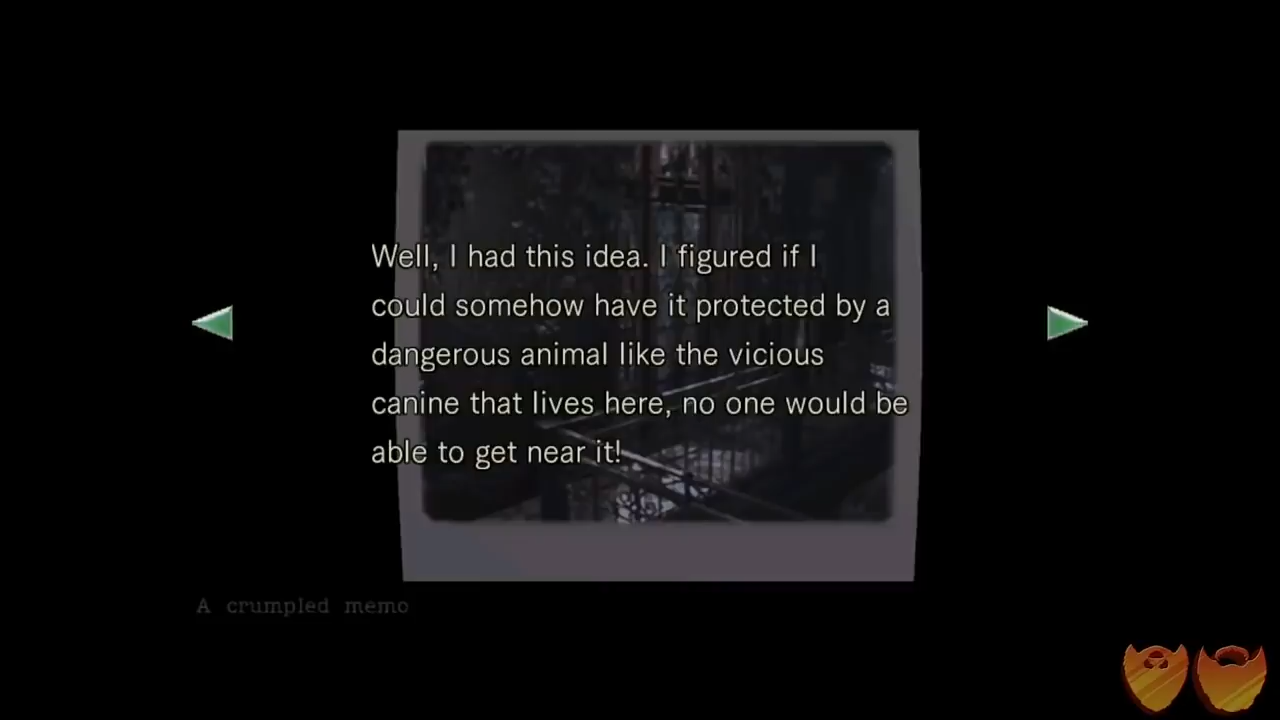 Well, I had this idea. I figured if I
could somehow have it protected by a
dangerous animal like the vicious
canine that lives here, no one would be
able to get near it!
A crumpled memo